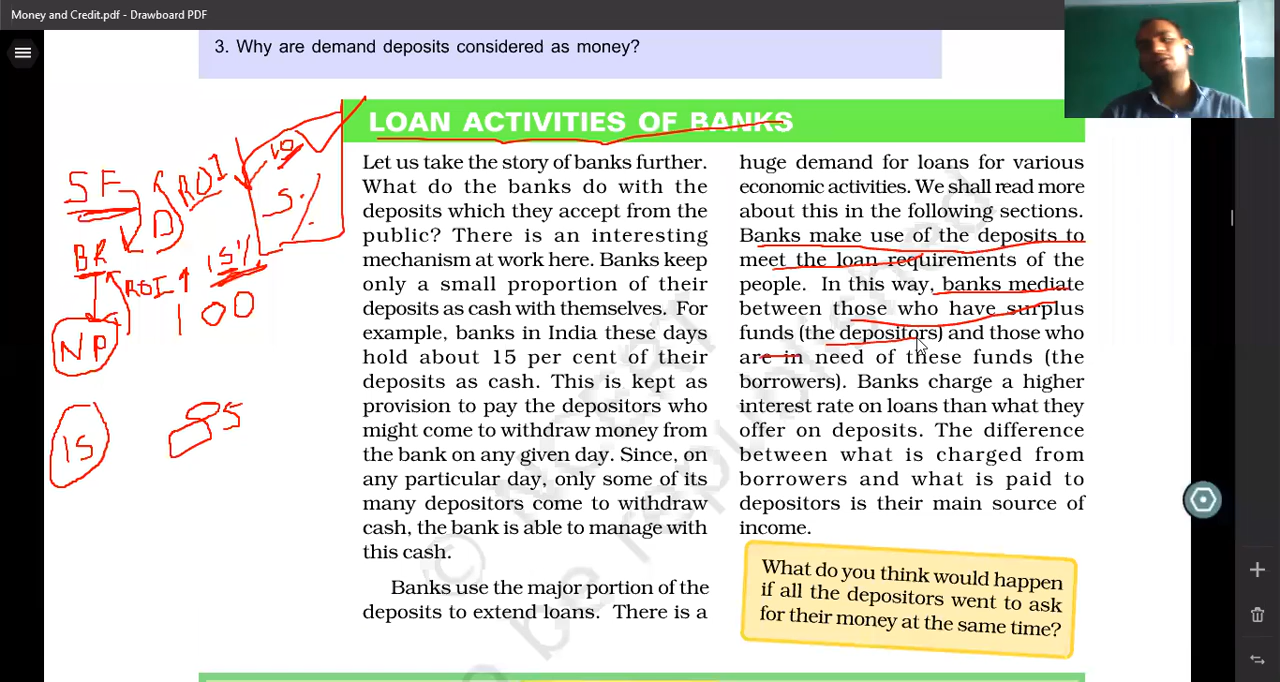 Money and Credit.pdf - Drawboard PDF
3. Why are demand deposits considered as money?
LOAN ACTIVITIES OF BANKS
Let us take the story of banks further.
What do the banks do with the
deposits which they accept from the
public? There is an interesting
mechanism at work here. Banks keep
only a small proportion of their
deposits as cash with themselves. For
example, banks in India these days
hold about 15 per cent of their
deposits as cash. This is kept as
provision to pay the depositors who
might come to withdraw money from
the bank on any given day. Since, on
any particular day, only some of its
many depositors come to withdraw
cash, the bank is able to manage with
this cash.
Banks use the major portion of the
deposits to extend loans. There is a
huge demand for loans for various
economic activities. We shall read more
about this in the following sections.
Banks make use of the deposits to
meet the loan requirements of the
people. In this way, banks mediate
between those who have surplus
funds (the depositors) and those who
are in need of these funds (the
borrowers). Banks charge a higher
interest rate on loans than what they
offer on deposits. The difference
between what is charged from
borrowers and what is paid to
depositors is their main source of
income.
What do you think would happen
if all the depositors went to ask
for their money at the same time?
SF
D
ROI
10
5%
BR
ROI
15%
100
NP
15
85